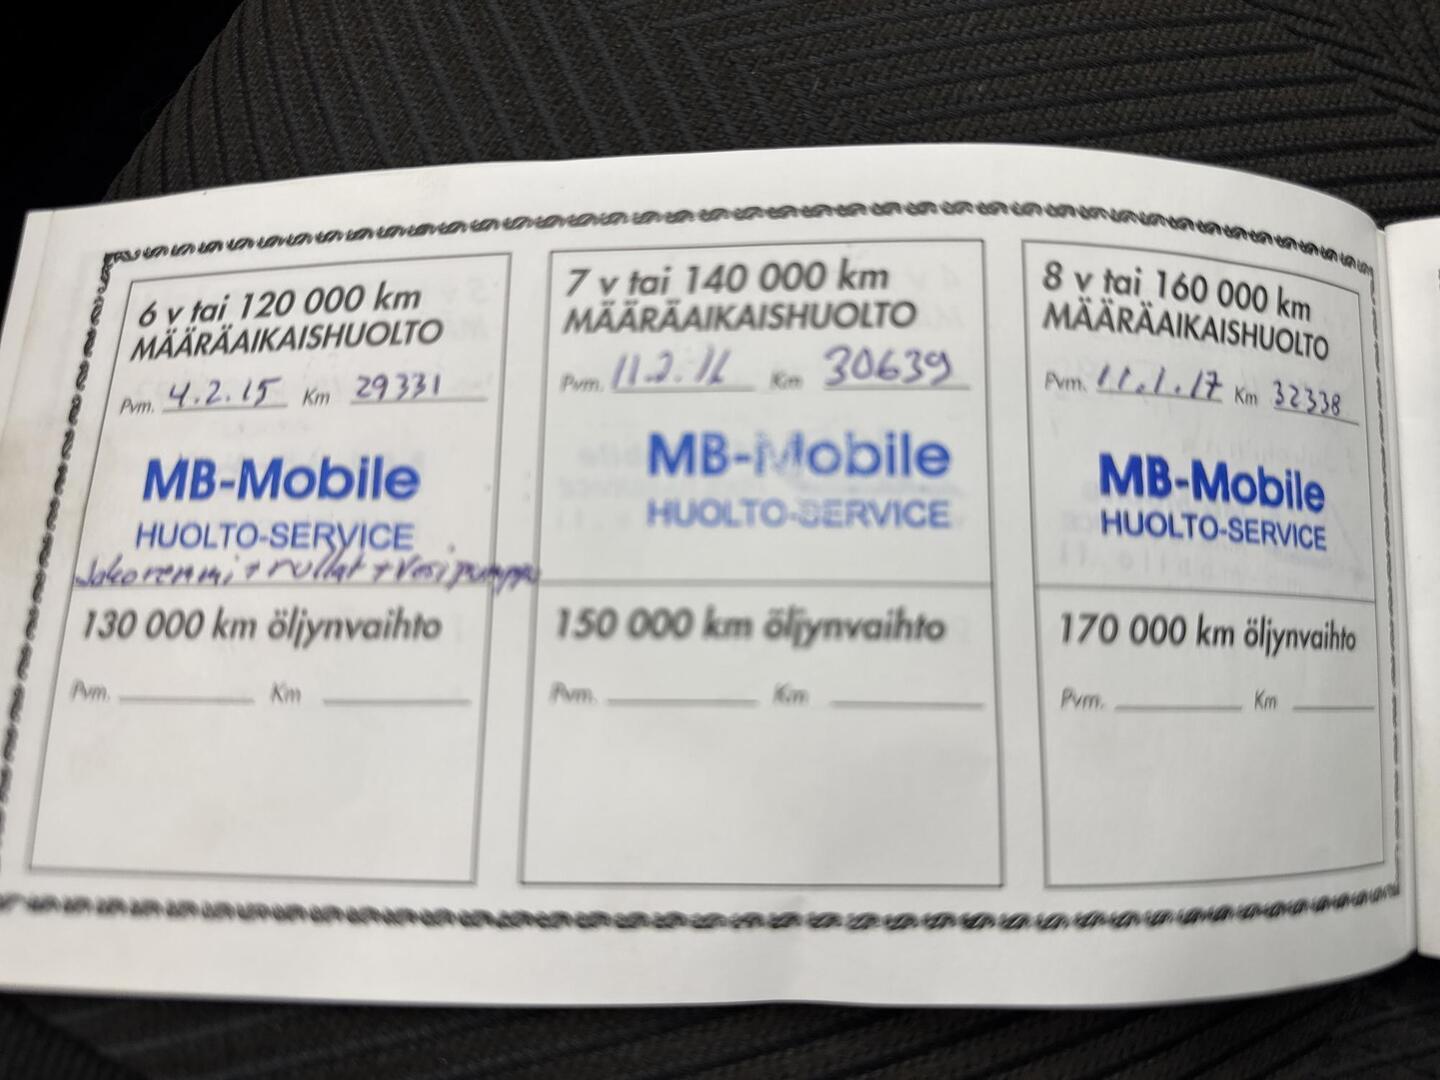 6 v tai 120 000 km
MÄÄRÄAIKAISHUOLTO
Pvm. 4.2.15 Km 29331
MB-Mobile
HUOLTO-SERVICE
Jakorenmi + rullat + Vesipumppu
130 000 km öljynvaihto
Pvm. Km
7 v tai 140 000 km
MÄÄRÄAIKAISHUOLTO
Pvm. 11.2.16 Km 30639
MB-Mobile
HUOLTO-SERVICE
150 000 km öljynvaihto
Pvm. Km
8 v tai 160 000 km
MÄÄRÄAIKAISHUOLTO
Pvm. 11.1.17 Km 32338
MB-Mobile
HUOLTO-SERVICE
170 000 km öljynvaihto
Pvm. Km